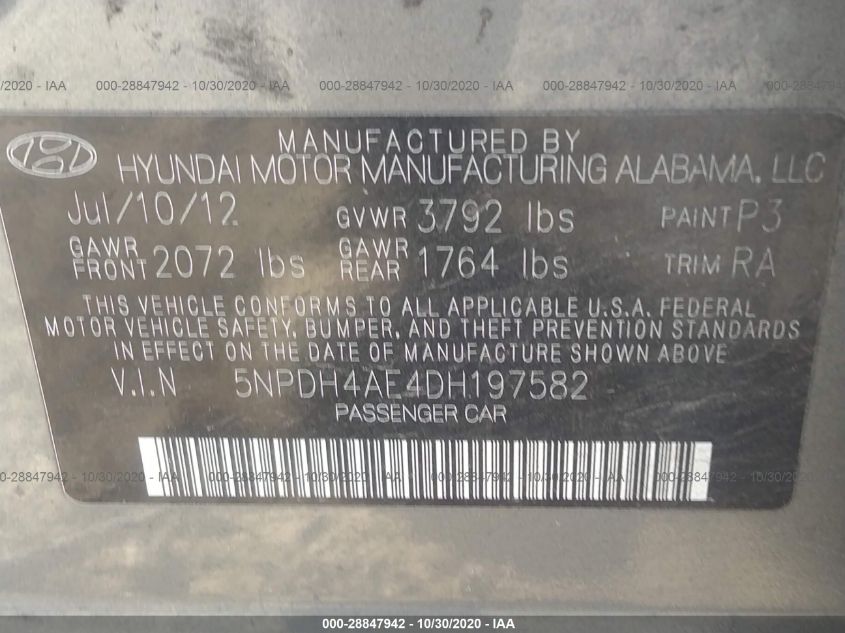 0/2020 - IAA 000-28847942 - 10/30/2020 - IAA 000-28847942 - 10/30/2020 - IAA 000-28847942 - 10/30/2020 - IAA 000-2
MANUFACTURED BY
HYUNDAI MOTOR MANUFACTURING ALABAMA, LLC
Jul/10/12 GVWR 3792 lbs PAINT P3
GAWR FRONT 2072 lbs GAWR REAR 1764 lbs TRIM RA
THIS VEHICLE CONFORMS TO ALL APPLICABLE U.S.A. FEDERAL
MOTOR VEHICLE SAFETY, BUMPER, AND THEFT PREVENTION STANDARDS
IN EFFECT ON THE DATE OF MANUFACTURE SHOWN ABOVE
V.I.N 5NPDH4AE4DH197582
PASSENGER CAR
000-28847942 - 10/30/2020 - IAA
000-28847942 - 10/30/2020 - IAA